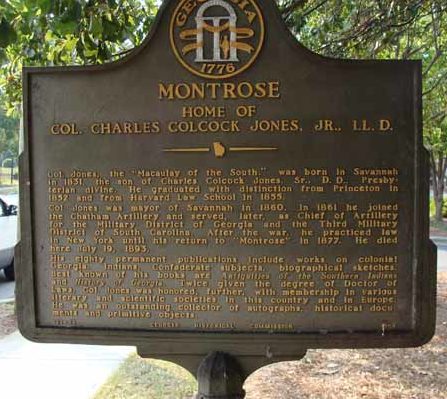 GEORGIA
1776
MONTROSE
HOME OF
COL. CHARLES COLCOCK JONES, JR., LL. D.
Col. Jones, the "Macaulay of the South," was born in Savannah
in 1831, the son of Charles Colcock Jones, Sr., D. D., Presby-
terian divine. He graduated with distinction from Princeton in
1852 and from Harvard Law School in 1855.
Col. Jones was mayor of Savannah in 1860. In 1861 he joined
the Chatham Artillery and served, later, as Chief of Artillery
for the Military District of Georgia and the Third Military
District of South Carolina. After the war, he practiced law
in New York until his return to "Montrose" in 1877. He died
here July 19, 1893.
His eighty permanent publications include works on colonial
Georgia, Indians, Confederate subjects, biographical sketches.
Best known of his books are Antiquities of the Southern Indians
and History of Georgia. Twice given the degree of Doctor of
Laws, Col. Jones was honored, further, with membership in various
literary and scientific societies in this country and in Europe.
He was an outstanding collector of autographs, historical docu
ments and primitive objects.
GEORGIA HISTORICAL COMMISSION